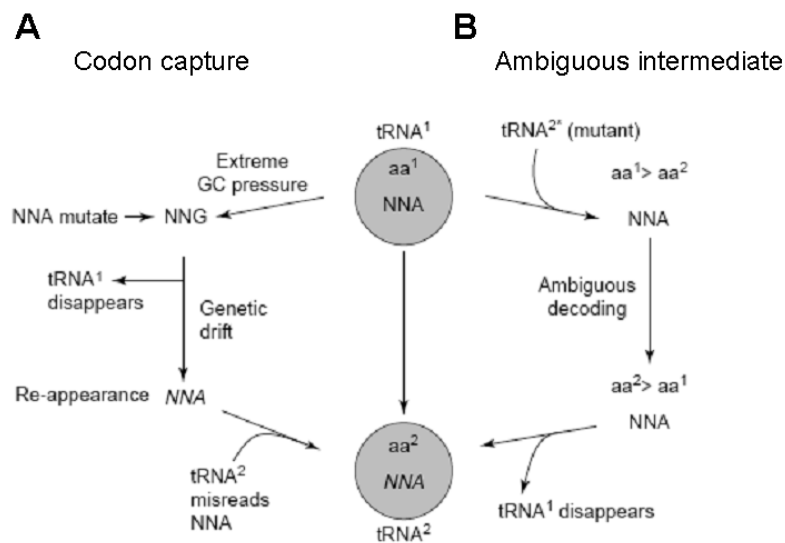 A
Codon capture
B
Ambiguous intermediate
tRNA¹
aa¹
NNA
Extreme
GC pressure
NNA mutate
NNG
tRNA¹
disappears
Genetic
drift
Re-appearance
NNA
tRNA²
misreads
NNA
aa²
NNA
tRNA²
tRNA²* (mutant)
aa¹> aa²
NNA
Ambiguous
decoding
aa²> aa¹
NNA
tRNA¹ disappears